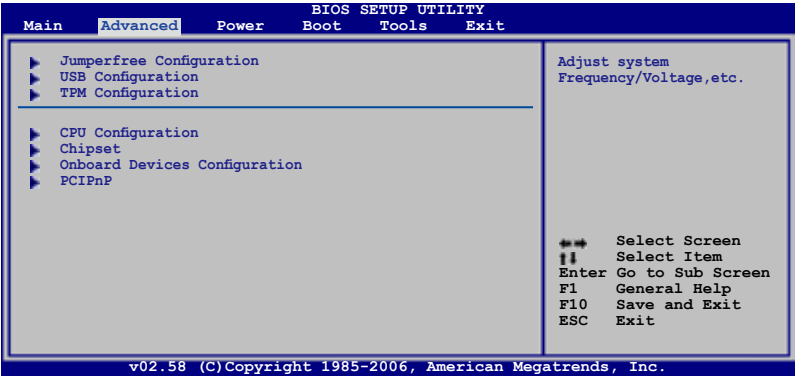 BIOS SETUP UTILITY
Main Advanced Power Boot Tools Exit
Jumperfree Configuration
USB Configuration
TPM Configuration
CPU Configuration
Chipset
Onboard Devices Configuration
PCIPnP
Adjust system
Frequency/Voltage,etc.
Select Screen
Select Item
Enter Go to Sub Screen
F1 General Help
F10 Save and Exit
ESC Exit
v02.58 (C)Copyright 1985-2006, American Megatrends, Inc.